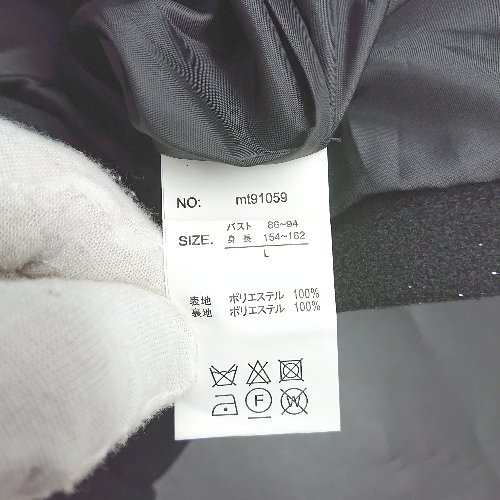 NO: mt91059
バスト 86~94
SIZE. 身長 154~162
L
表地 ポリエステル 100%
裏地 ポリエステル 100%
F W